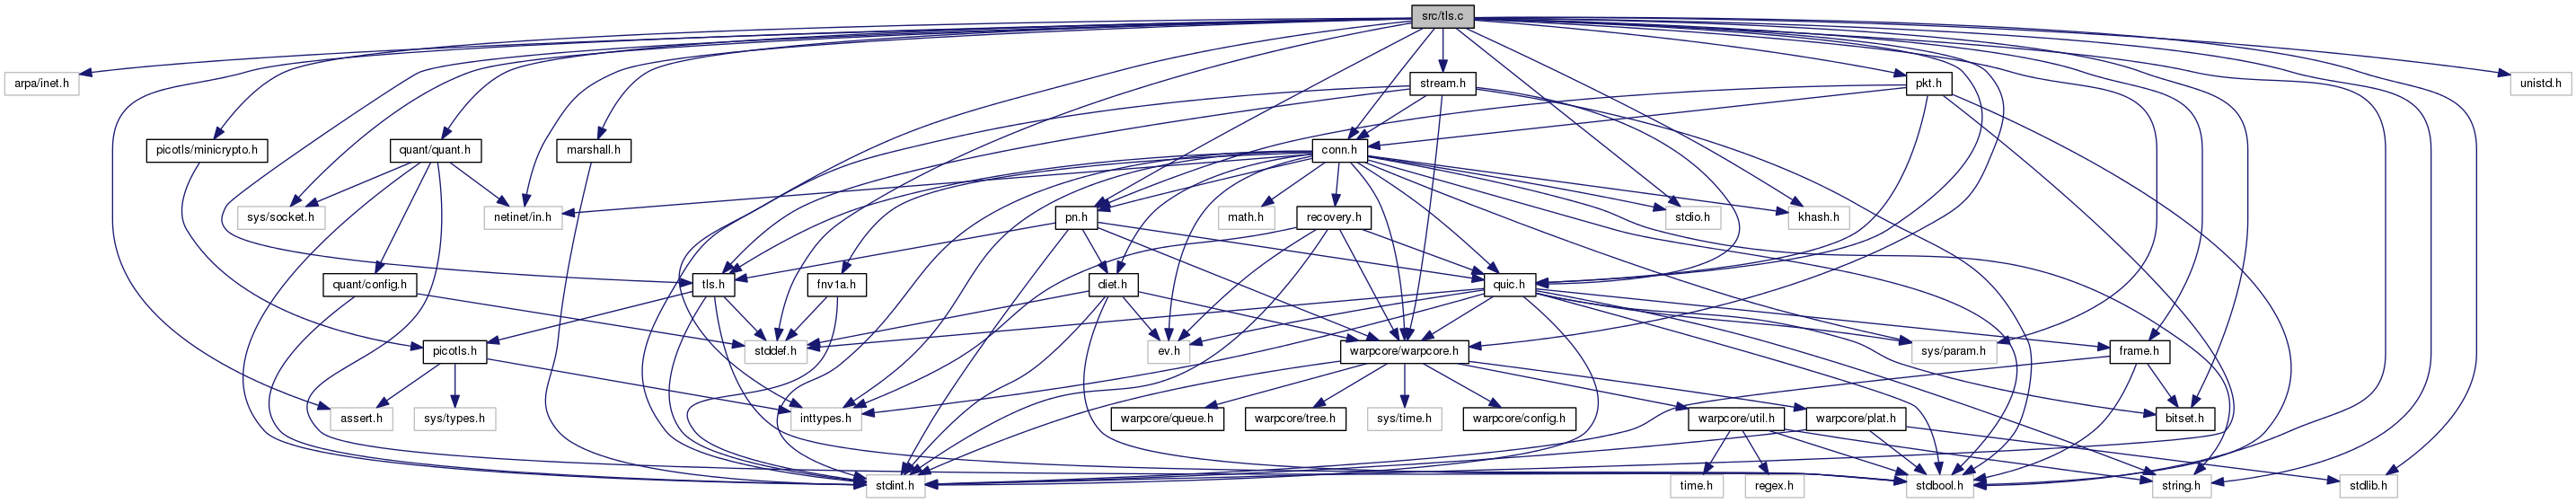 src/tls.c
arpa/inet.h
stream.h
pkt.h
unistd.h
picotls/minicrypto.h
quant/quant.h
marshall.h
conn.h
sys/socket.h
netinet/in.h
pn.h
math.h
recovery.h
stdio.h
khash.h
quant/config.h
tls.h
fnv1a.h
diet.h
quic.h
picotls.h
stddef.h
ev.h
warpcore/warpcore.h
sys/param.h
frame.h
assert.h
sys/types.h
inttypes.h
warpcore/queue.h
warpcore/tree.h
sys/time.h
warpcore/config.h
warpcore/util.h
warpcore/plat.h
bitset.h
stdint.h
time.h
regex.h
stdbool.h
string.h
stdlib.h